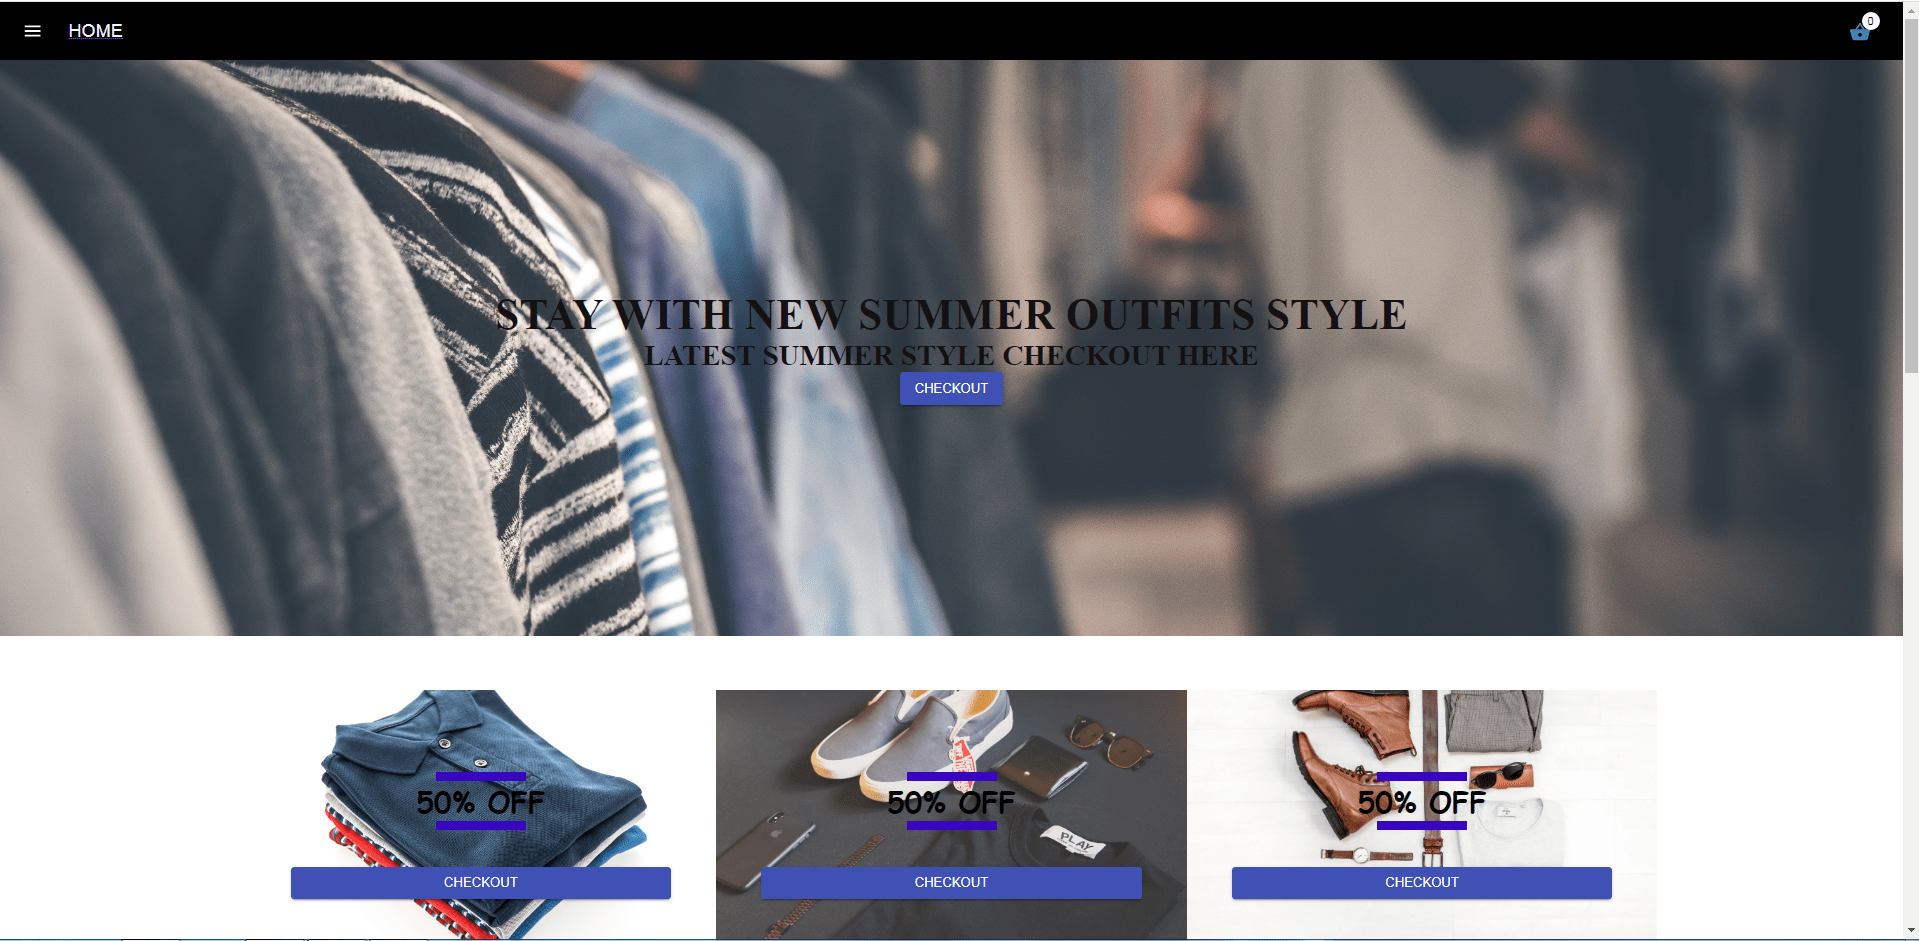 HOME
0
STAY WITH NEW SUMMER OUTFITS STYLE
LATEST SUMMER STYLE CHECKOUT HERE
CHECKOUT
50% OFF
50% OFF
50% OFF
PLAY
CHECKOUT
CHECKOUT
CHECKOUT